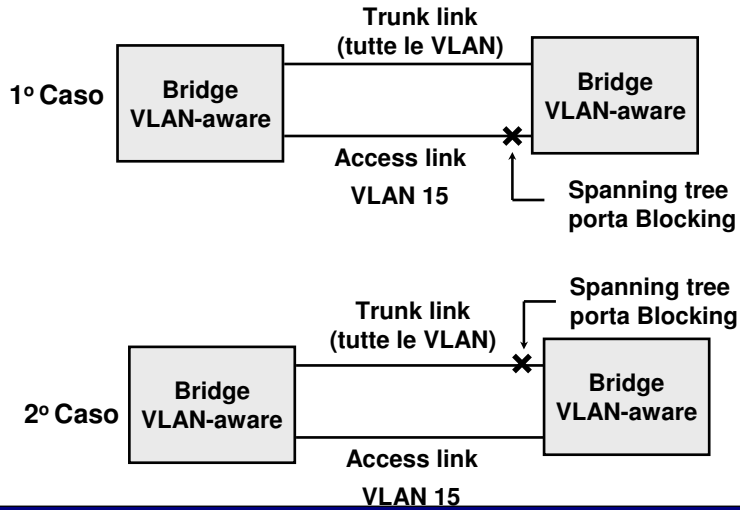 Trunk link
(tutte le VLAN)
1º Caso
Bridge
VLAN-aware
Bridge
VLAN-aware
Access link
VLAN 15
Spanning tree
porta Blocking
Spanning tree
porta Blocking
Trunk link
(tutte le VLAN)
2º Caso
Bridge
VLAN-aware
Bridge
VLAN-aware
Access link
VLAN 15